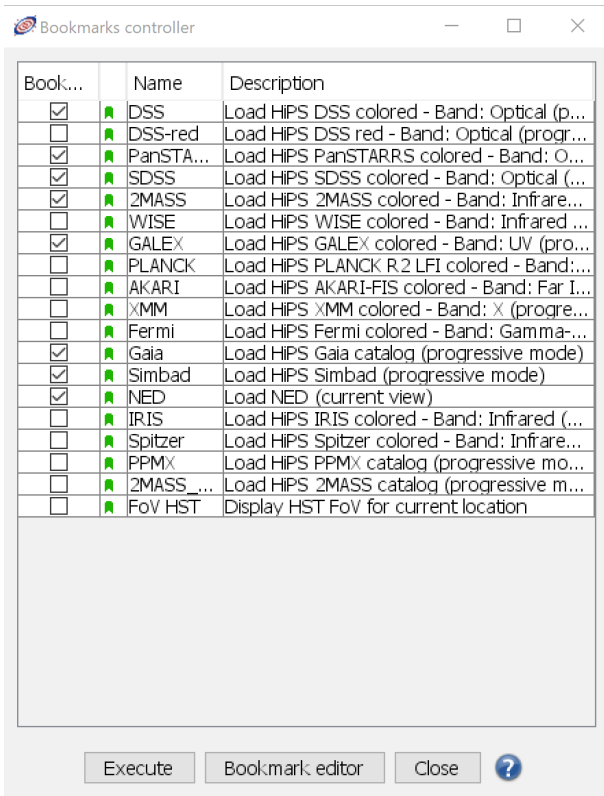 Bookmarks controller
Book... Name Description
DSS Load HiPS DSS colored - Band: Optical (p...
DSS-red Load HiPS DSS red - Band: Optical (progr...
PanSTA... Load HiPS PanSTARRS colored - Band: O...
SDSS Load HiPS SDSS colored - Band: Optical (...
2MASS Load HiPS 2MASS colored - Band: Infrare...
WISE Load HiPS WISE colored - Band: Infrared ...
GALEX Load HiPS GALEX colored - Band: UV (pro...
PLANCK Load HiPS PLANCK R2 LFI colored - Band:...
AKARI Load HiPS AKARI-FIS colored - Band: Far I...
XMM Load HiPS XMM colored - Band: X (progre...
Fermi Load HiPS Fermi colored - Band: Gamma-...
Gaia Load HiPS Gaia catalog (progressive mode)
Simbad Load HiPS Simbad (progressive mode)
NED Load NED (current view)
IRIS Load HiPS IRIS colored - Band: Infrared (...
Spitzer Load HiPS Spitzer colored - Band: Infrare...
PPMX Load HiPS PPMX catalog (progressive mo...
2MASS_... Load HiPS 2MASS catalog (progressive m...
FoV HST Display HST FoV for current location
Execute Bookmark editor Close ?